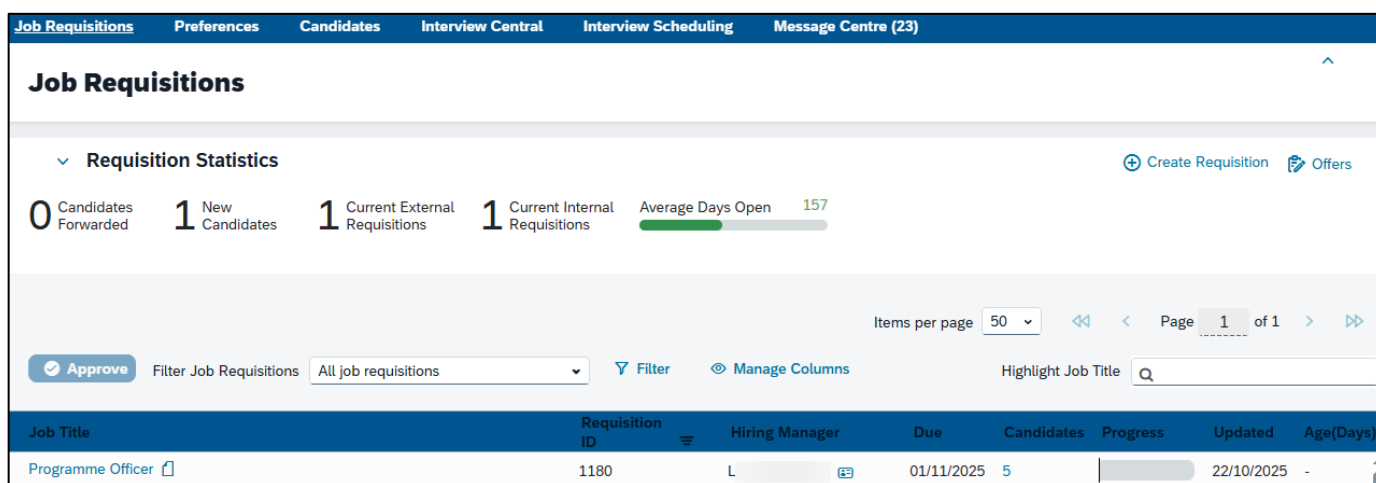 Job Requisitions Preferences Candidates Interview Central Interview Scheduling Message Centre (23)
Job Requisitions
Requisition Statistics
Create Requisition Offers
0 Candidates Forwarded
1 New Candidates
1 Current External Requisitions
1 Current Internal Requisitions
Average Days Open 157
Items per page 50 Page 1 of 1
Approve Filter Job Requisitions All job requisitions Filter Manage Columns Highlight Job Title
Job Title Requisition ID Hiring Manager Due Candidates Progress Updated Age(Days)
Programme Officer 1180 L 01/11/2025 5 22/10/2025 -